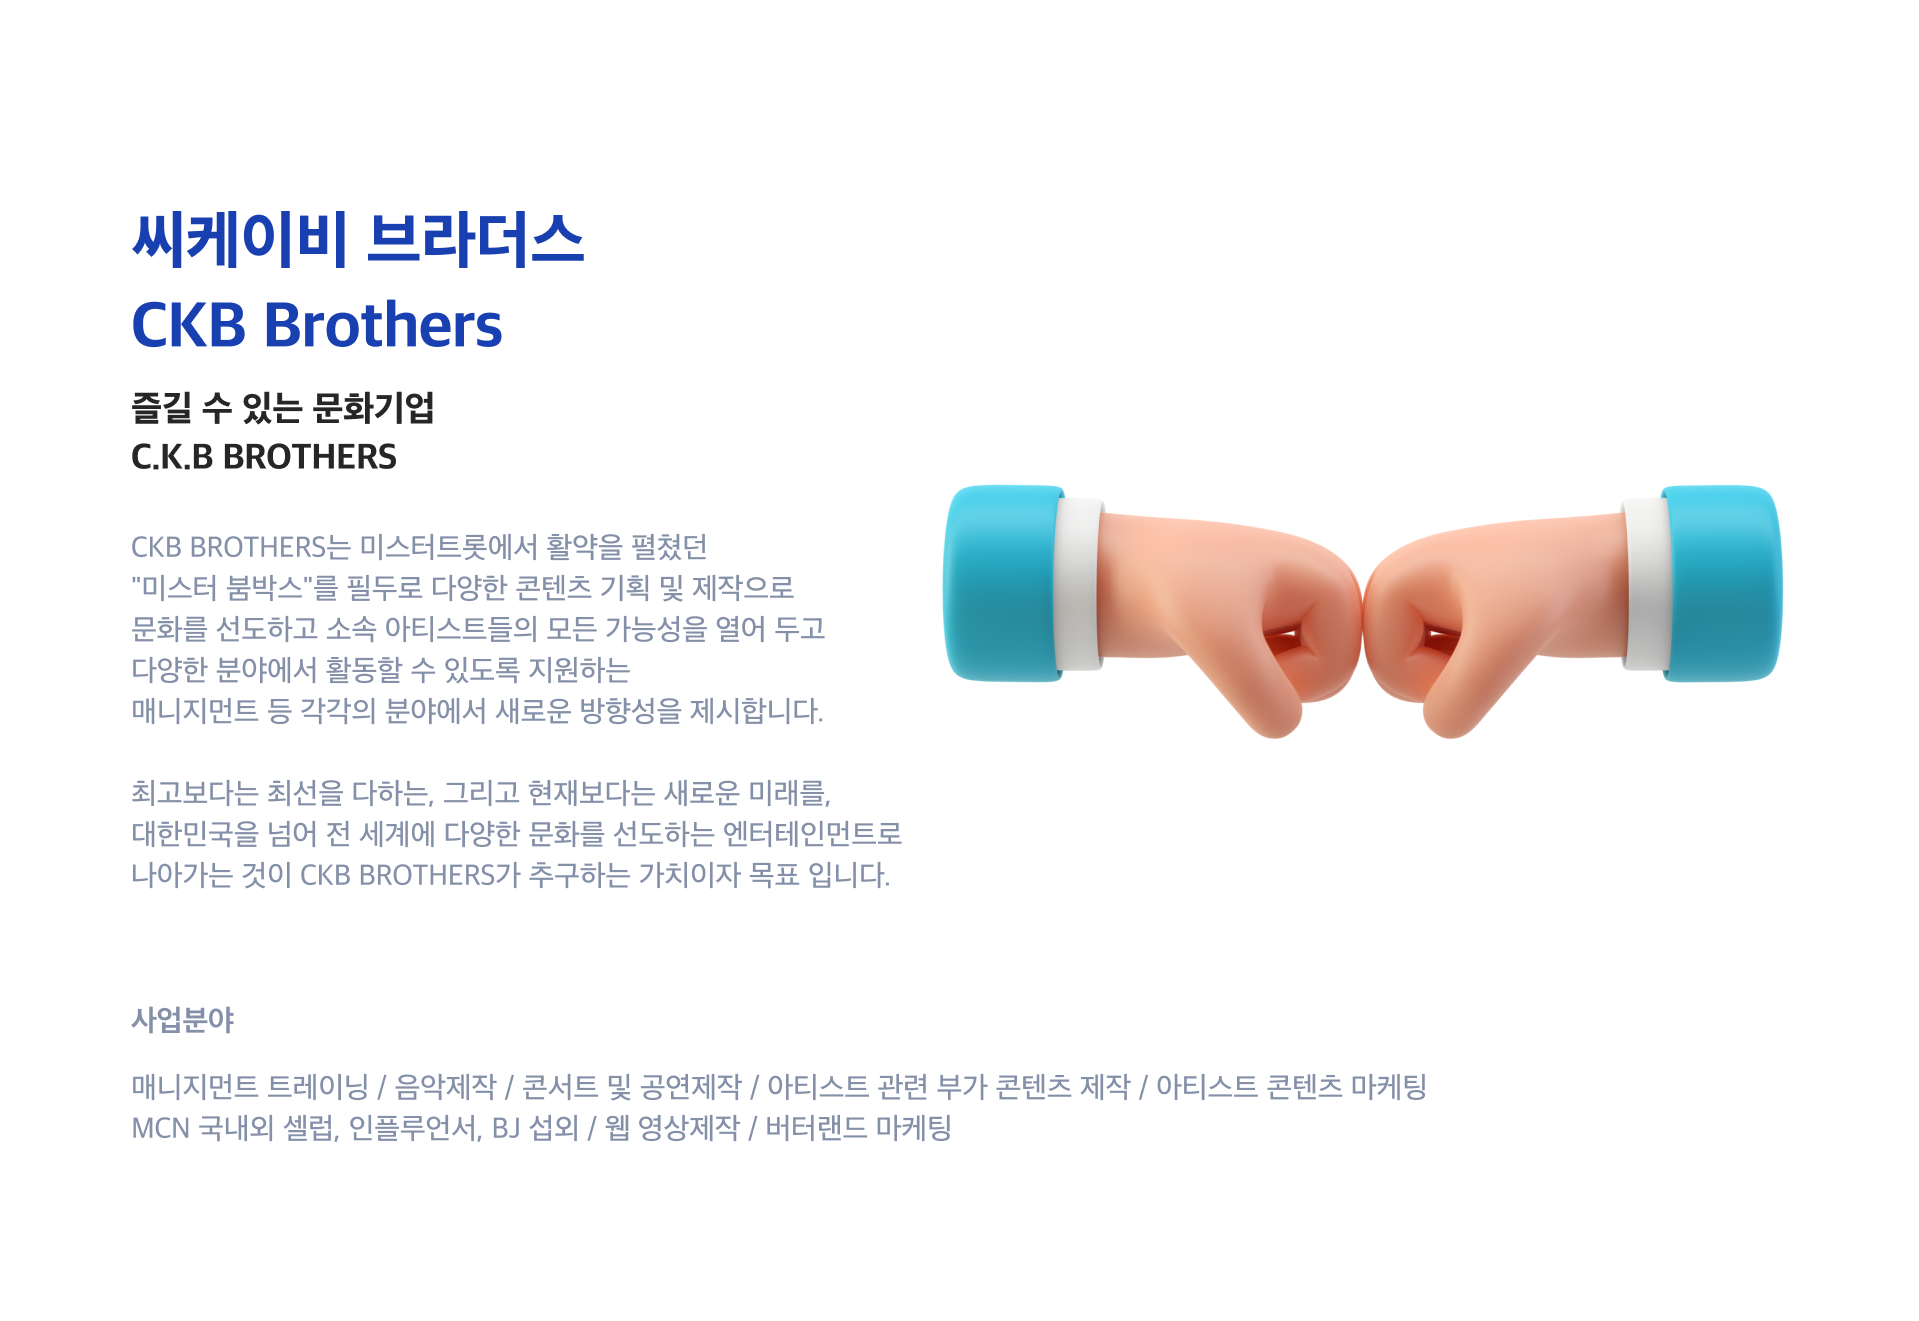 씨케이비 브라더스
CKB Brothers
즐길 수 있는 문화기업
C.K.B BROTHERS
CKB BROTHERS는 미스터트롯에서 활약을 펼쳤던
"미스터 붐박스"를 필두로 다양한 콘텐츠 기획 및 제작으로
문화를 선도하고 소속 아티스트들의 모든 가능성을 열어 두고
다양한 분야에서 활동할 수 있도록 지원하는
매니지먼트 등 각각의 분야에서 새로운 방향성을 제시합니다.
최고보다는 최선을 다하는, 그리고 현재보다는 새로운 미래를,
대한민국을 넘어 전 세계에 다양한 문화를 선도하는 엔터테인먼트로
나아가는 것이 CKB BROTHERS가 추구하는 가치이자 목표 입니다.
사업분야
매니지먼트 트레이닝 / 음악제작 / 콘서트 및 공연제작 / 아티스트 관련 부가 콘텐츠 제작 / 아티스트 콘텐츠 마케팅
MCN 국내외 셀럽, 인플루언서, BJ 섭외 / 웹 영상제작 / 버터랜드 마케팅